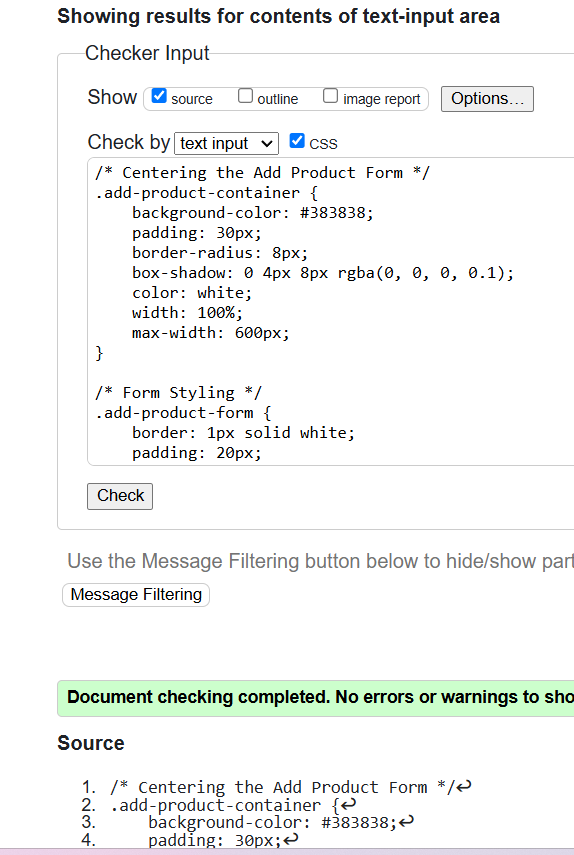 Showing results for contents of text-input area
Checker Input
Show source outline image report Options...
Check by text input CSS
/* Centering the Add Product Form */
.add-product-container {
    background-color: #383838;
    padding: 30px;
    border-radius: 8px;
    box-shadow: 0 4px 8px rgba(0, 0, 0, 0.1);
    color: white;
    width: 100%;
    max-width: 600px;
}
/* Form Styling */
.add-product-form {
    border: 1px solid white;
    padding: 20px;
Check
Use the Message Filtering button below to hide/show part
Message Filtering
Document checking completed. No errors or warnings to sho
Source
1. /* Centering the Add Product Form */↩
2. .add-product-container {↩
3.     background-color: #383838;↩
4.     padding: 30px;↩